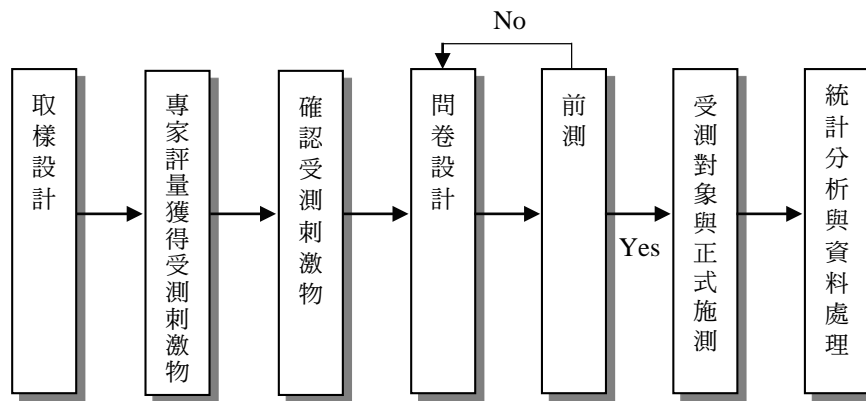 No
取樣設計
專家評量獲得受測刺激物
確認受測刺激物
問卷設計
前測
Yes
受測對象與正式施測
統計分析與資料處理